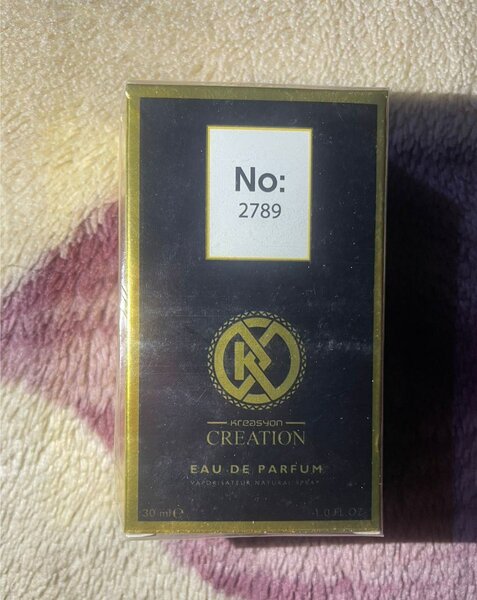 No:
2789
K
Kreasyon
CREATION
EAU DE PARFUM
VAPORISATEUR NATURAL SPRAY
30 ml e 1.0 FL.OZ